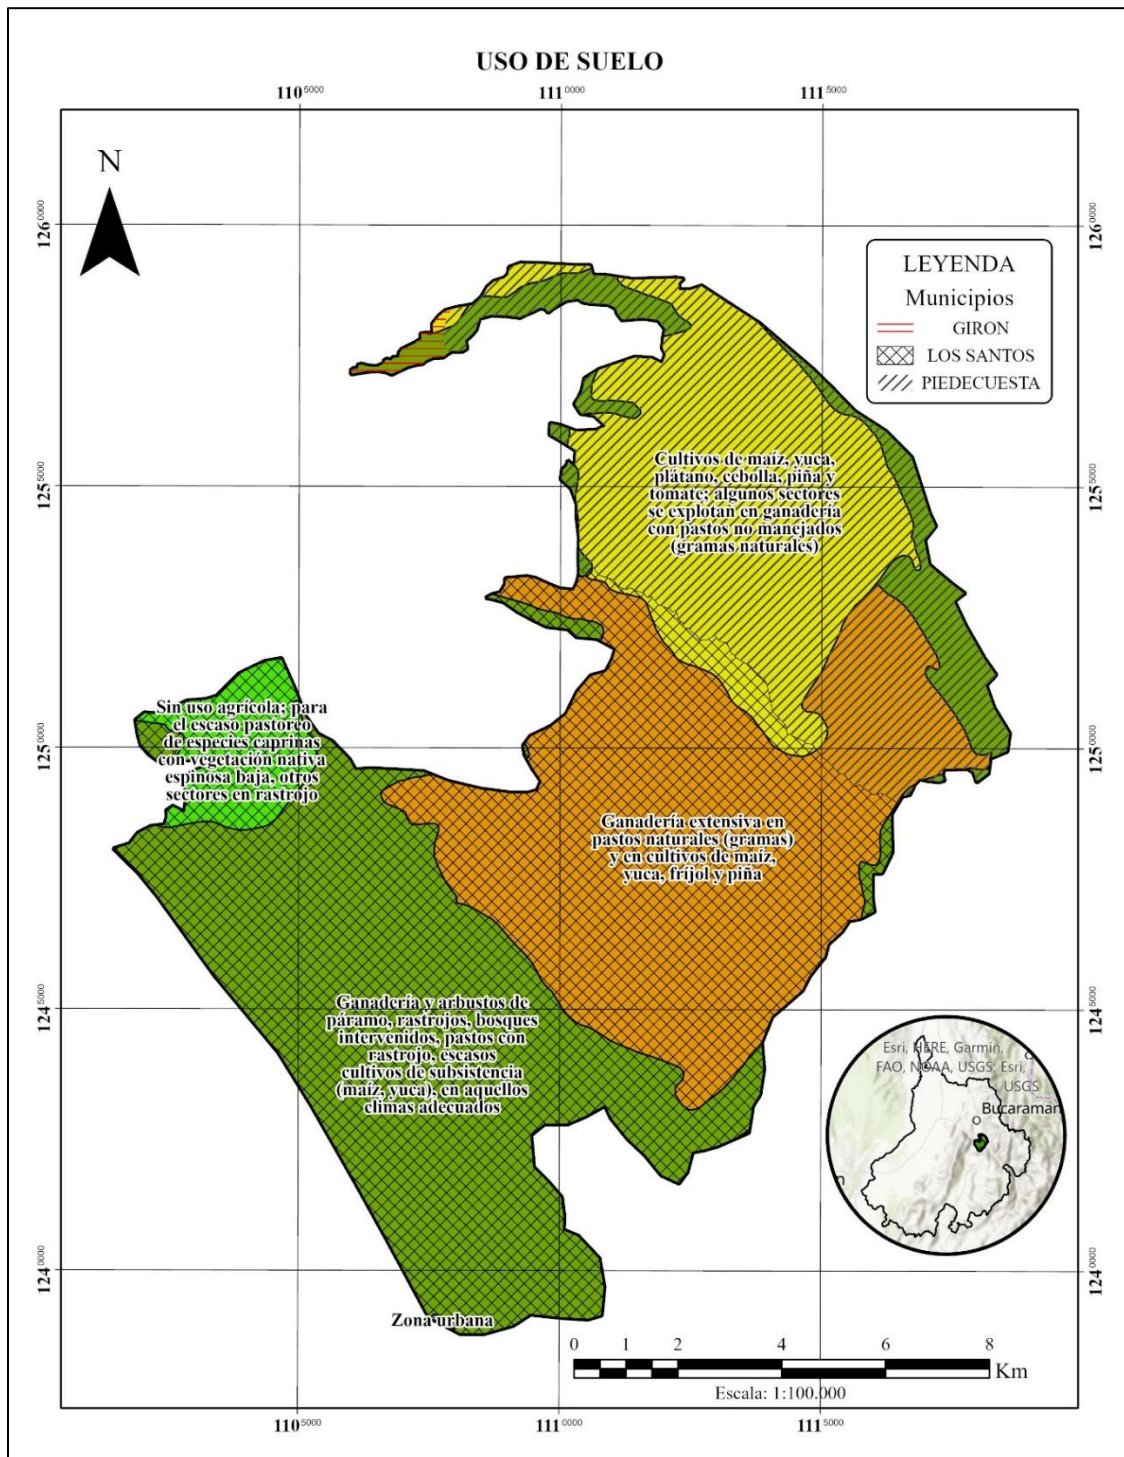 USO DE SUELO
110⁵⁰⁰⁰
111⁰⁰⁰⁰
111⁵⁰⁰⁰
N
126⁰⁰⁰⁰
126⁰⁰⁰⁰
LEYENDA
Municipios
GIRON
LOS SANTOS
PIEDECUESTA
Cultivos de maíz, yuca,
plátano, cebolla, piña y
tomate; algunos sectores
se explotan en ganadería
con pastos no manejados
(gramas naturales)
125⁵⁰⁰⁰
125⁵⁰⁰⁰
Sin uso agrícola; para
el escaso pastoreo
de especies caprinas
con vegetación nativa
espinosa baja, otros
sectores en rastrojo
125⁰⁰⁰⁰
125⁰⁰⁰⁰
Ganadería extensiva en
pastos naturales (gramas)
y en cultivos de maíz,
yuca, fríjol y piña
124⁵⁰⁰⁰
124⁵⁰⁰⁰
Ganadería y arbustos de
páramo, rastrojos, bosques
intervenidos, pastos con
rastrojo, escasos
cultivos de subsistencia
(maíz, yuca), en aquellos
climas adecuados
Esri, HERE, Garmin,
FAO, NOAA, USGS; Esri,
USGS
Bucaraman
124⁰⁰⁰⁰
124⁰⁰⁰⁰
Zona urbana
0 1 2 4 6 8
Km
Escala: 1:100.000
110⁵⁰⁰⁰
111⁰⁰⁰⁰
111⁵⁰⁰⁰